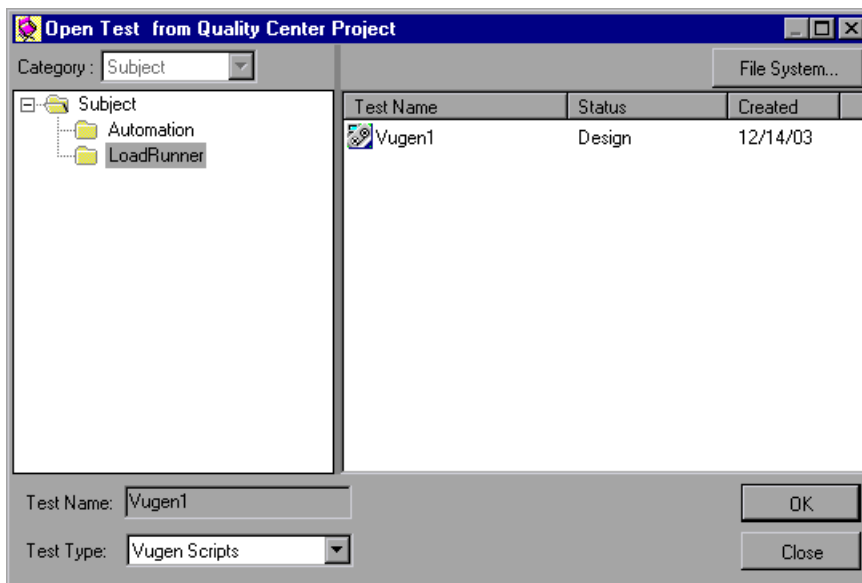 Open Test from Quality Center Project
Category : Subject
File System...
Subject
Automation
LoadRunner
Test Name Status Created
Vugen1 Design 12/14/03
Test Name: Vugen1
OK
Test Type: Vugen Scripts
Close